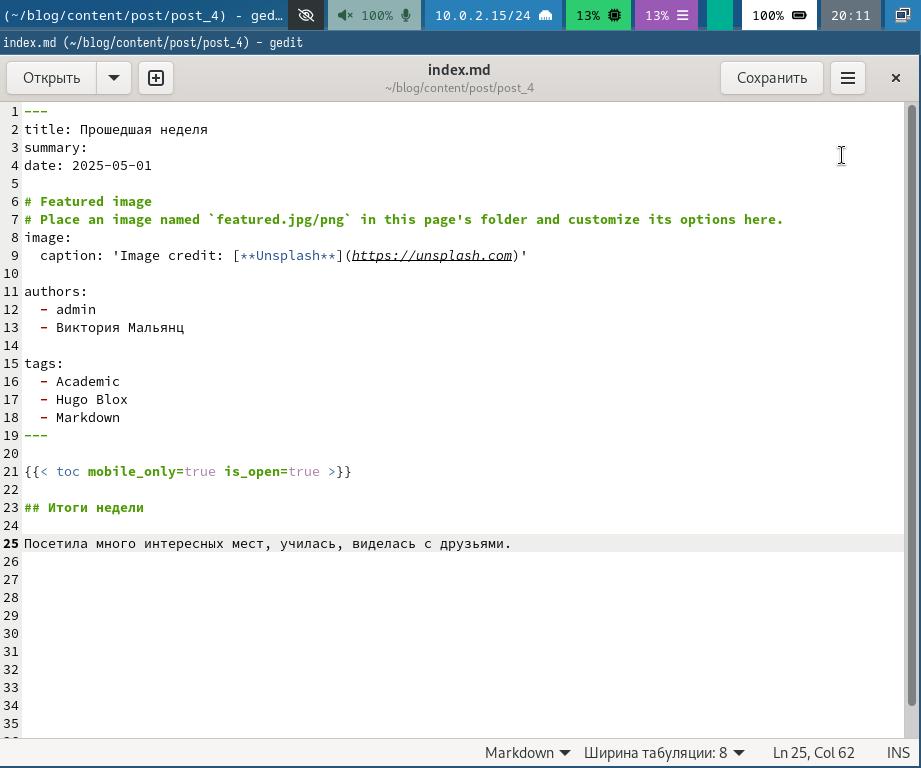 (~/blog/content/post/post_4) - ged… 100% 10.0.2.15/24 13% 13% 100% 20:11
index.md (~/blog/content/post/post_4) - gedit
Открыть
index.md
~/blog/content/post/post_4
Сохранить
1 ---
2 title: Прошедшая неделя
3 summary:
4 date: 2025-05-01
5
6 # Featured image
7 # Place an image named `featured.jpg/png` in this page's folder and customize its options here.
8 image:
9   caption: 'Image credit: [**Unsplash**](https://unsplash.com)'
10
11 authors:
12   - admin
13   - Виктория Мальянц
14
15 tags:
16   - Academic
17   - Hugo Blox
18   - Markdown
19 ---
20
21 {{< toc mobile_only=true is_open=true >}}
22
23 ## Итоги недели
24
25 Посетила много интересных мест, училась, виделась с друзьями.
26
27
28
29
30
31
32
33
34
35
Markdown Ширина табуляции: 8 Ln 25, Col 62 INS